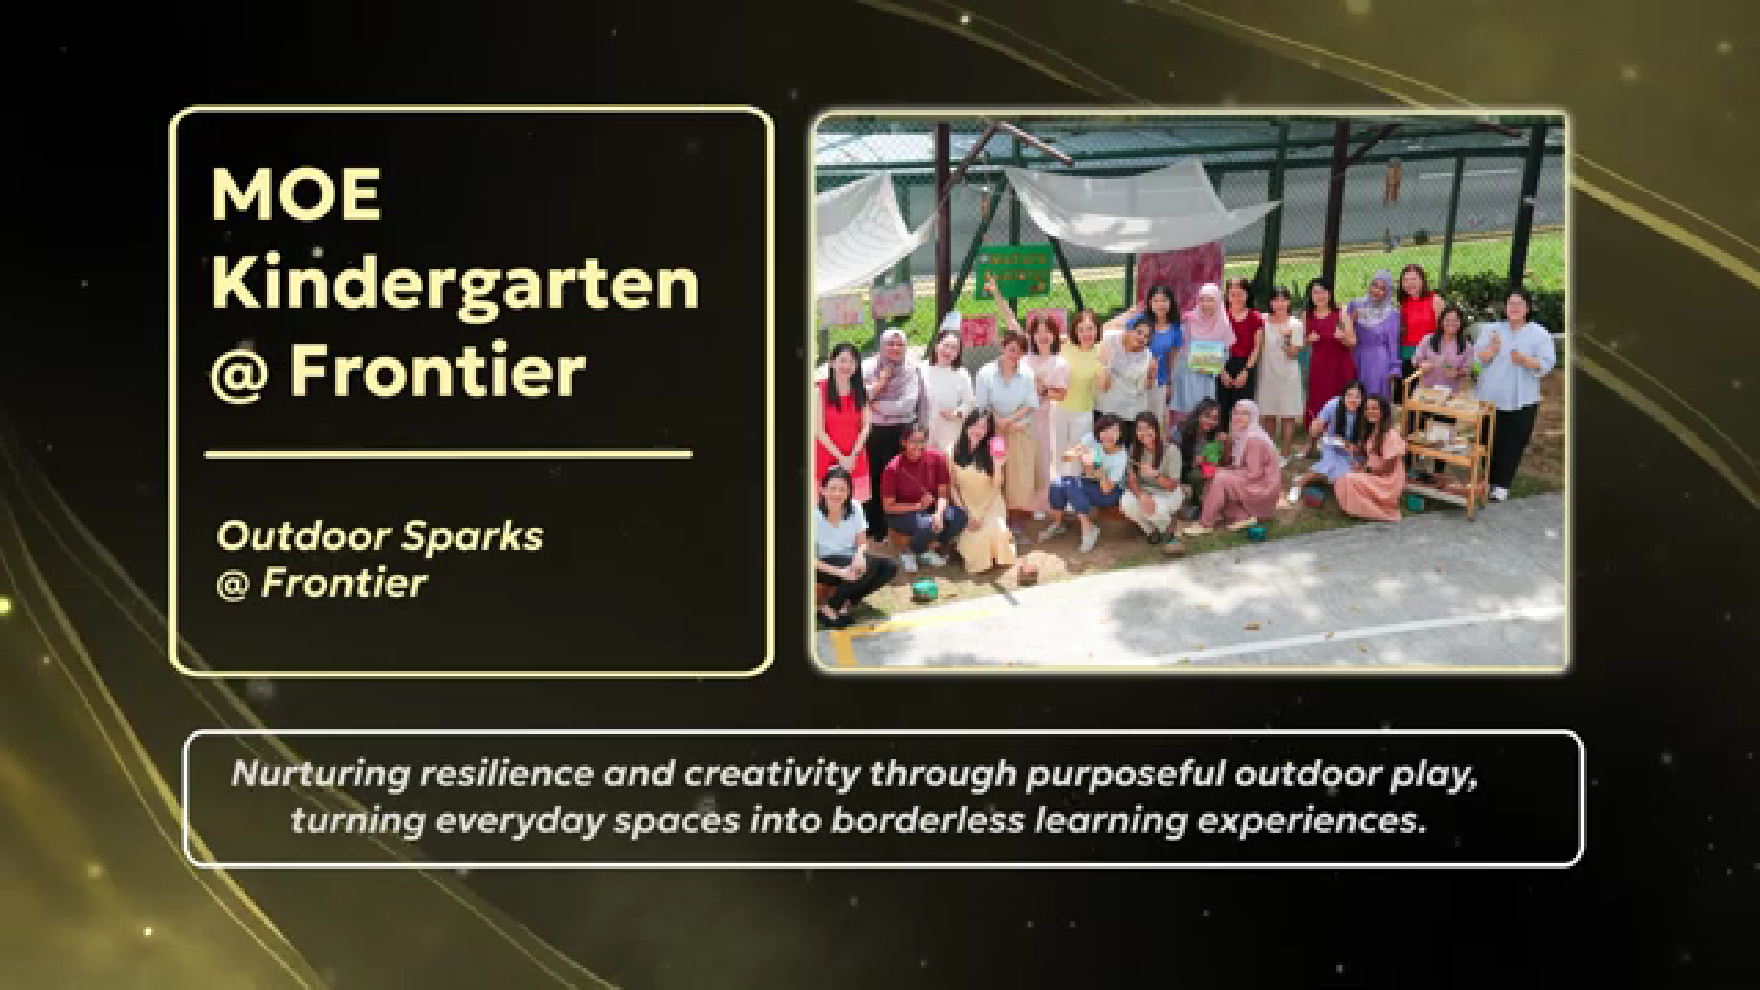 MOE
Kindergarten
@ Frontier
Outdoor Sparks
@ Frontier
Nurturing resilience and creativity through purposeful outdoor play,
turning everyday spaces into borderless learning experiences.